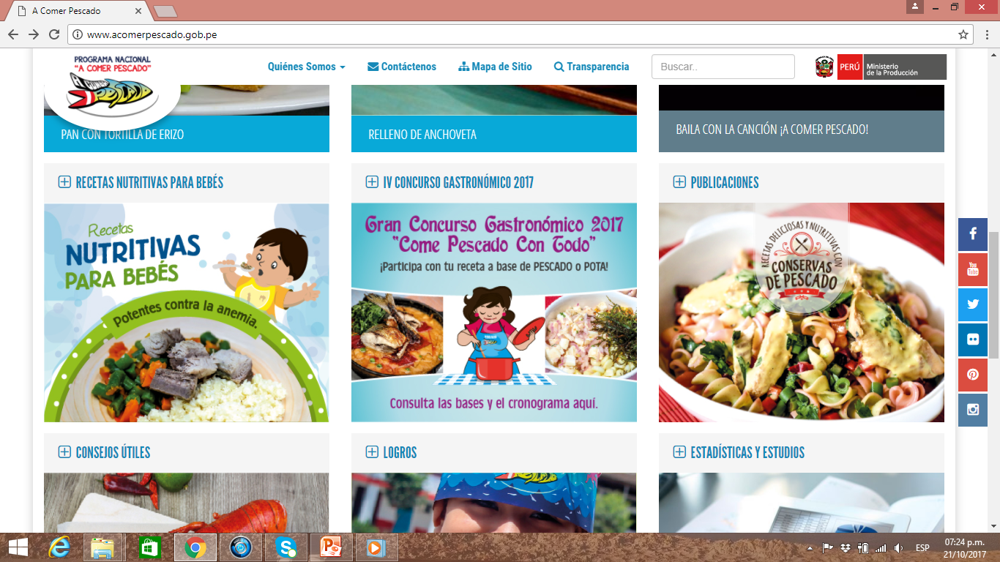 A Comer Pescado
www.acomerpescado.gob.pe
PROGRAMA NACIONAL
"A COMER PESCADO"
A COMER
PESCADO
Quiénes Somos
Contáctenos
Mapa de Sitio
Transparencia
Buscar..
PERÚ
Ministerio
de la Producción
PAN CON TORTILLA DE ERIZO
RELLENO DE ANCHOVETA
BAILA CON LA CANCIÓN ¡A COMER PESCADO!
RECETAS NUTRITIVAS PARA BEBÉS
IV CONCURSO GASTRONÓMICO 2017
PUBLICACIONES
Recetas
NUTRITIVAS
PARA BEBÉS
Potentes contra la anemia.
Gran Concurso Gastronómico 2017
"Come Pescado Con Todo"
¡Participa con tu receta a base de PESCADO o POTA!
Consulta las bases y el cronograma aquí.
RECETAS DELICIOSAS Y NUTRITIVAS CON
CONSERVAS
DE PESCADO
You
Tube
CONSEJOS ÚTILES
LOGROS
ESTADÍSTICAS Y ESTUDIOS
ESP
07:24 p.m.
21/10/2017